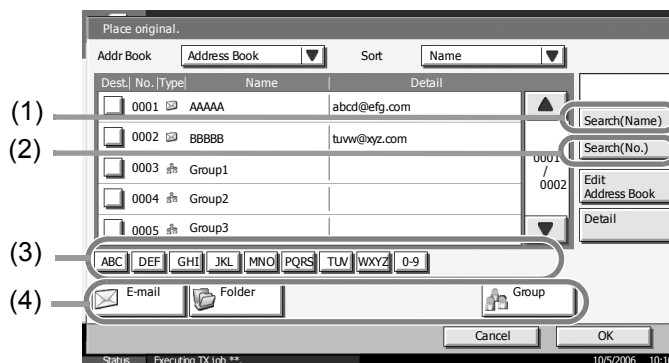 Place original.
Addr Book Address Book Sort Name
Dest. No. Type Name Detail
0001 AAAAA abcd@efg.com
0002 BBBBB tuvw@xyz.com
0003 Group1
0004 Group2
0005 Group3
0001
/
0002
(1)
Search(Name)
(2)
Search(No.)
Edit
Address Book
Detail
(3)
ABC DEF GHI JKL MNO PQRS TUV WXYZ 0-9
(4)
E-mail Folder Group
Cancel OK
Status Executing TX job **. 10/5/2006